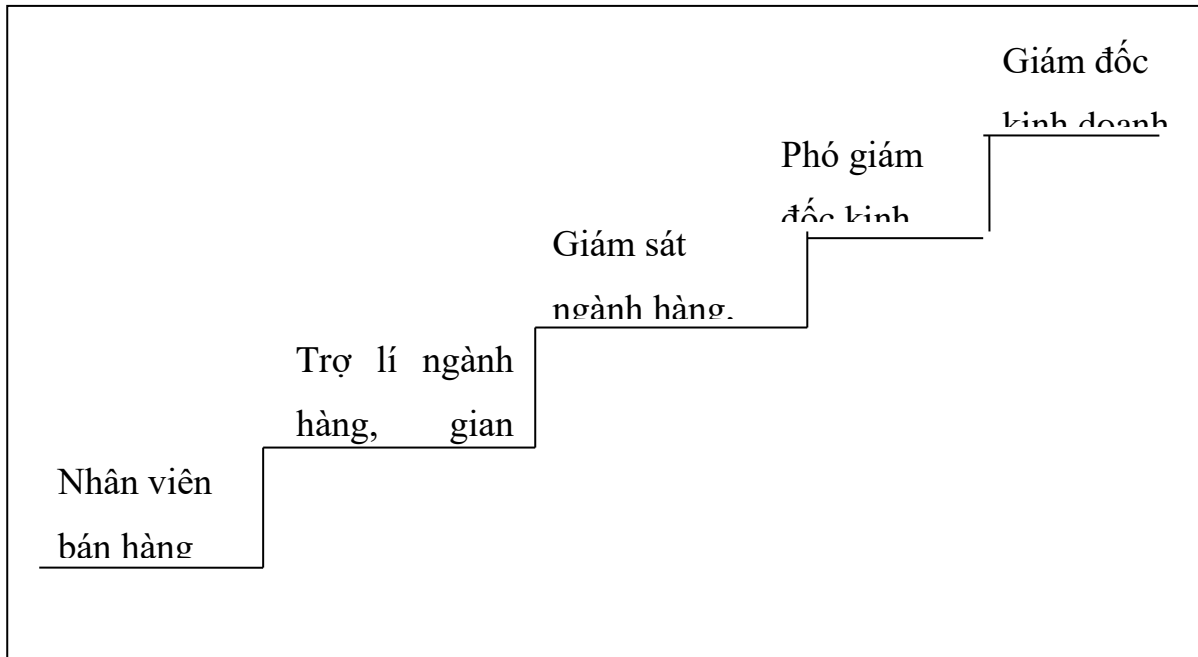 Giám đốc
kinh doanh
Phó giám
đốc kinh
Giám sát
ngành hàng,
Trợ lí ngành
hàng, gian
Nhân viên
bán hàng